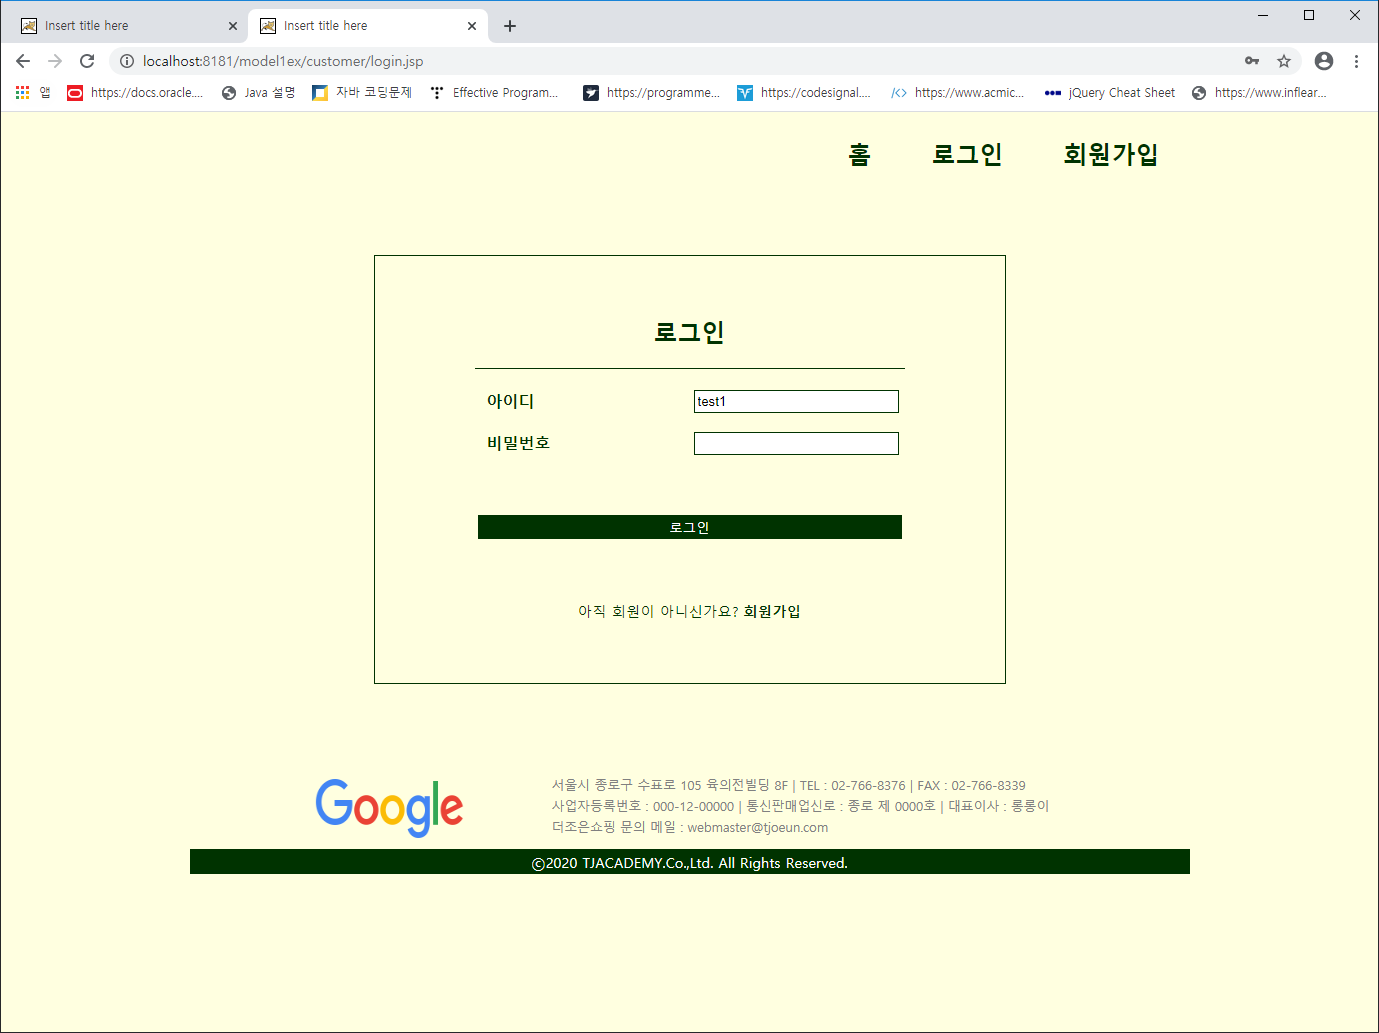 Insert title here
Insert title here
localhost:8181/model1ex/customer/login.jsp
앱 https://docs.oracle.... Java 설명 자바 코딩문제 Effective Program... https://programme... https://codesignal.... https://www.acmic... jQuery Cheat Sheet https://www.inflear...
홈 로그인 회원가입
로그인
아이디 test1
비밀번호
로그인
아직 회원이 아니신가요? 회원가입
Google
서울시 종로구 수표로 105 육의전빌딩 8F | TEL : 02-766-8376 | FAX : 02-766-8339
사업자등록번호 : 000-12-00000 | 통신판매업신로 : 종로 제 0000호 | 대표이사 : 롱롱이
더조은쇼핑 문의 메일 : webmaster@tjoeun.com
©2020 TJACADEMY.Co.,Ltd. All Rights Reserved.